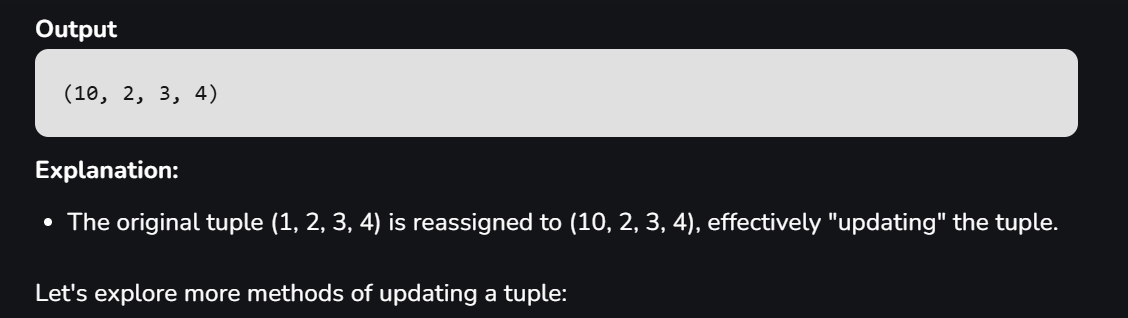 Output
(10, 2, 3, 4)
Explanation:
• The original tuple (1, 2, 3, 4) is reassigned to (10, 2, 3, 4), effectively "updating" the tuple.
Let's explore more methods of updating a tuple: